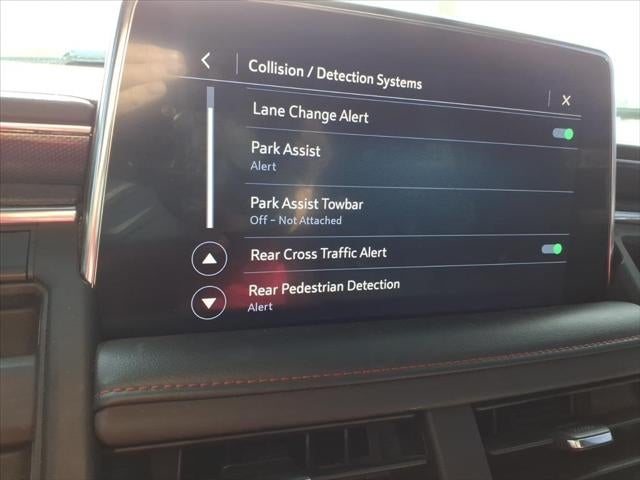 Collision / Detection Systems
Lane Change Alert
Park Assist
Alert
Park Assist Towbar
Off – Not Attached
Rear Cross Traffic Alert
Rear Pedestrian Detection
Alert